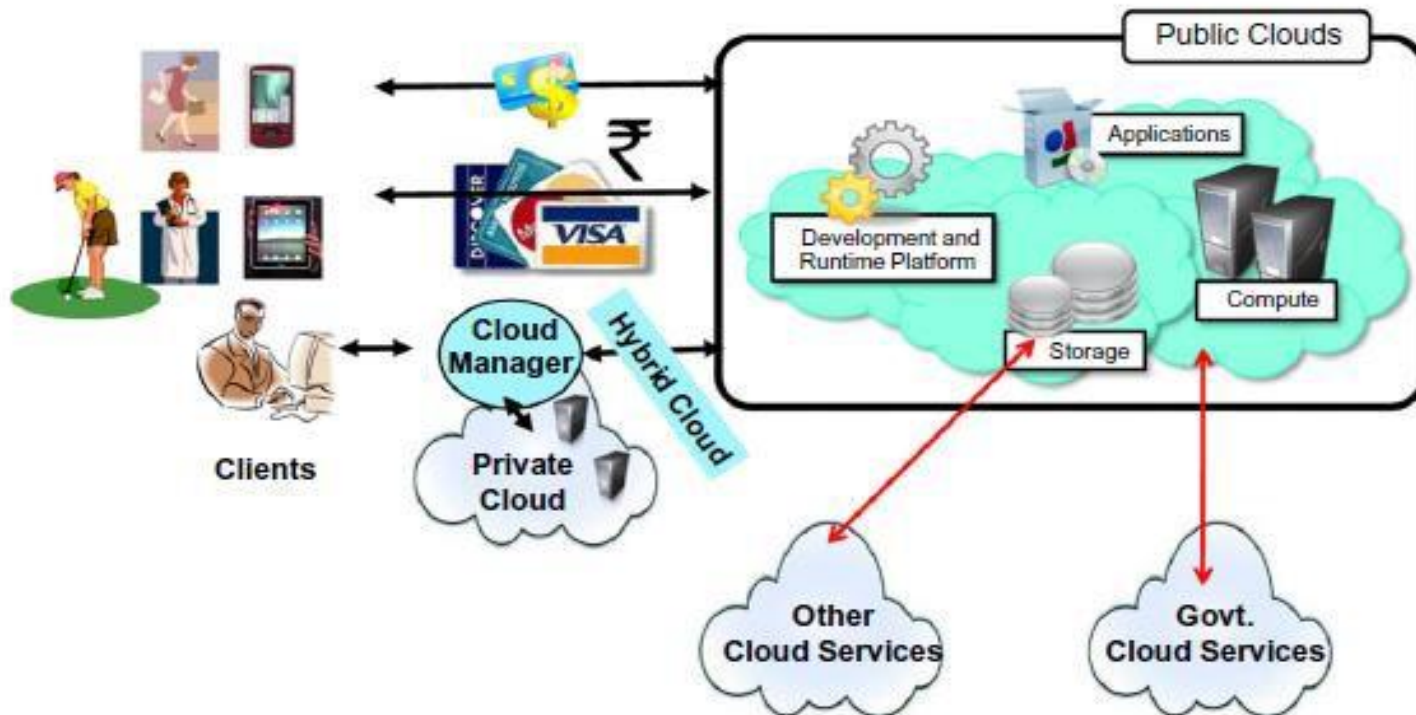 Public Clouds
Applications
$
₹
DISCOVER
VISA
Development and
Runtime Platform
Compute
Storage
Cloud
Manager
Hybrid Cloud
Clients
Private
Cloud
Other
Cloud Services
Govt.
Cloud Services